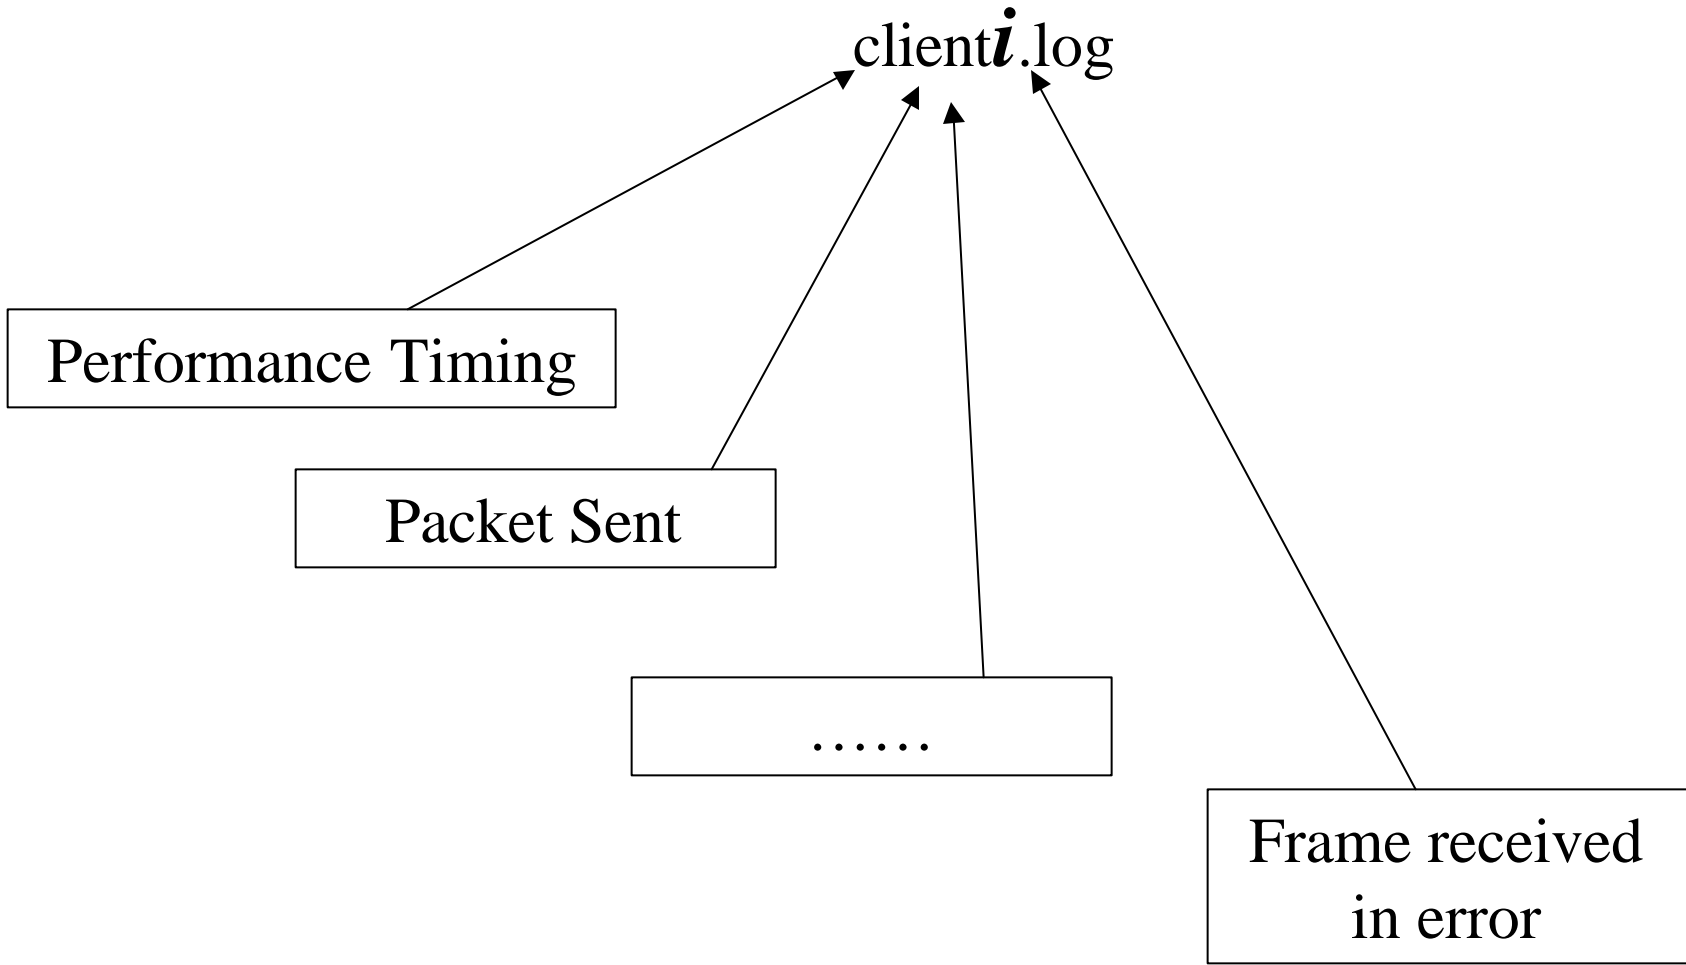 clienti.log
Performance Timing
Packet Sent
......
Frame received
in error